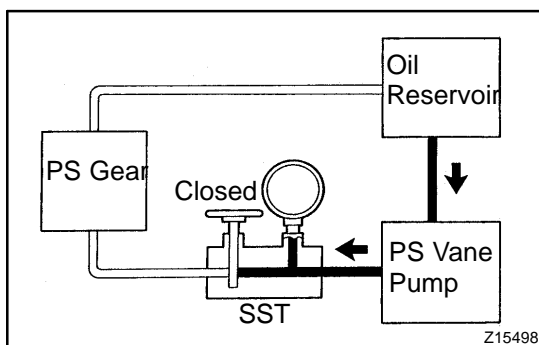 Oil
Reservoir
PS Gear
Closed
PS Vane
Pump
SST
Z15498